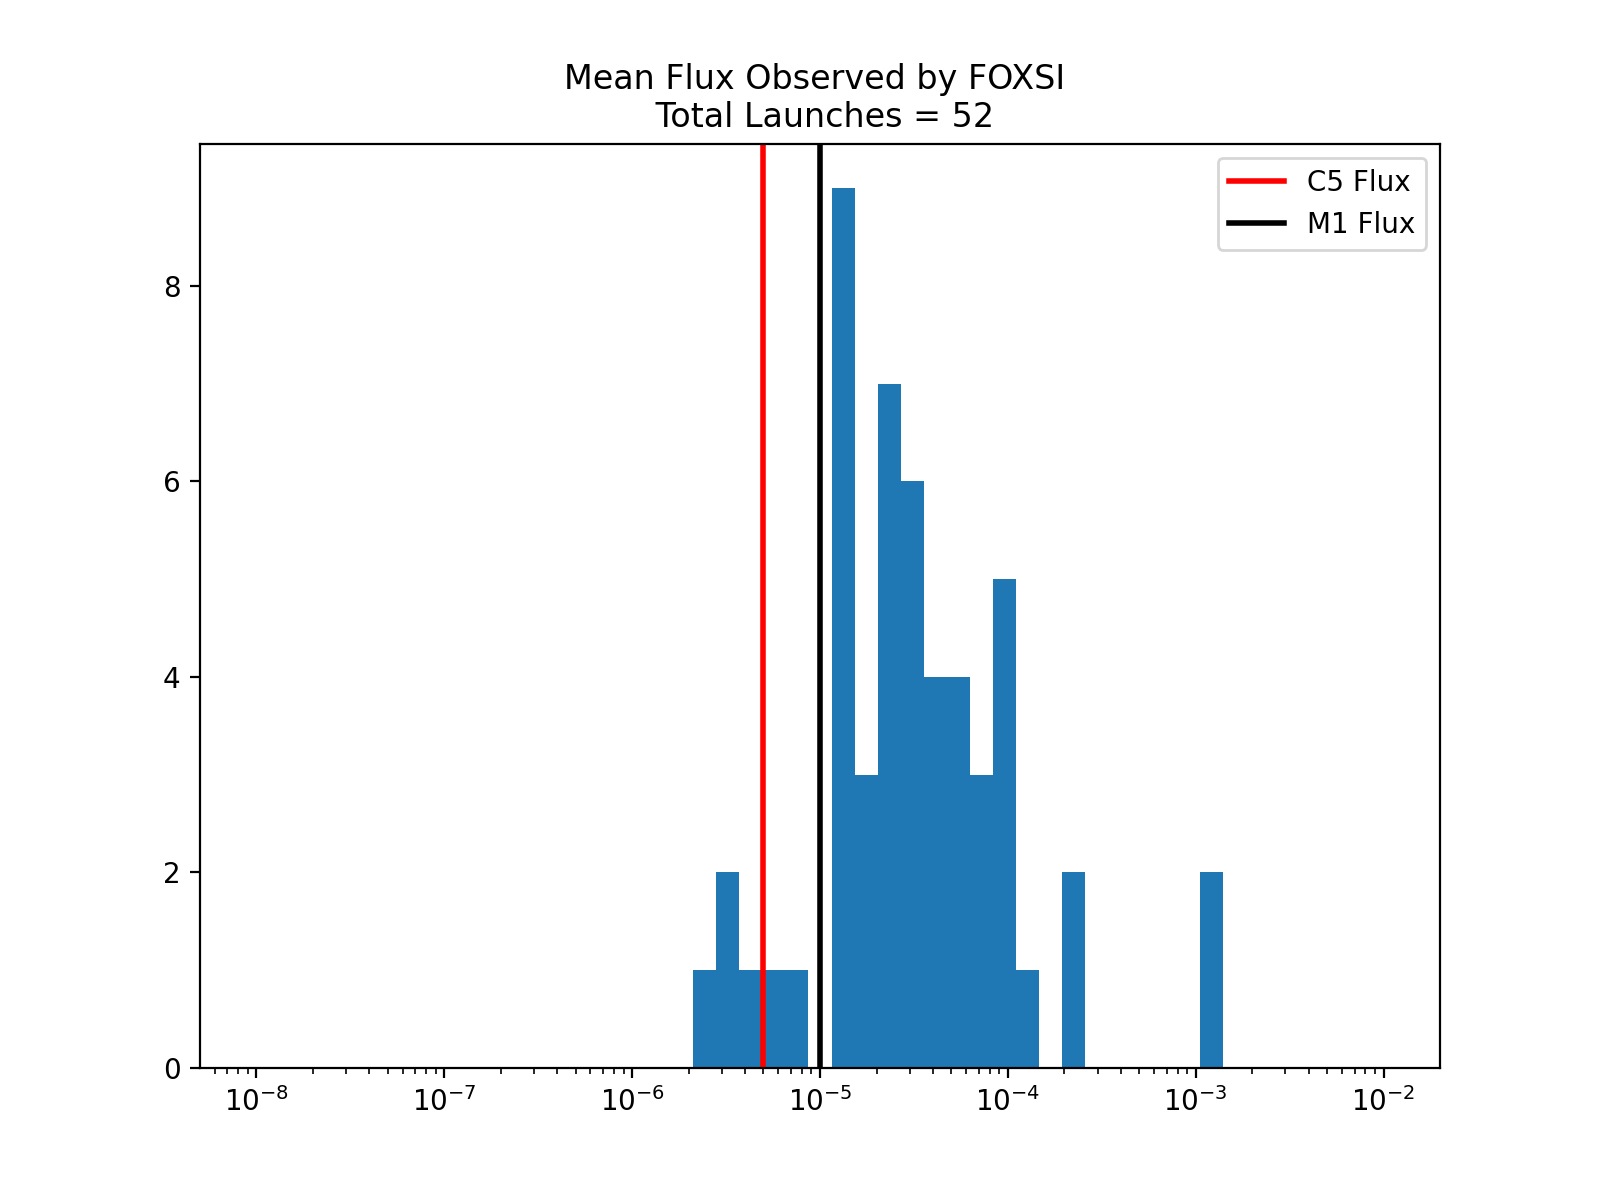 Mean Flux Observed by FOXSI
Total Launches = 52
C5 Flux
M1 Flux
8
6
4
2
0
10⁻⁸ 10⁻⁷ 10⁻⁶ 10⁻⁵ 10⁻⁴ 10⁻³ 10⁻²